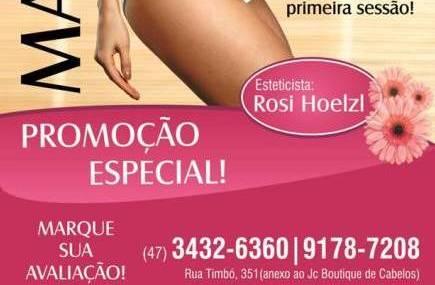 MA
primeira sessão!
Esteticista:
Rosi Hoelzl
PROMOÇÃO
ESPECIAL!
MARQUE
SUA
AVALIAÇÃO!
(47) 3432-6360|9178-7208
Rua Timbó, 351(anexo ao Jc Boutique de Cabelos)